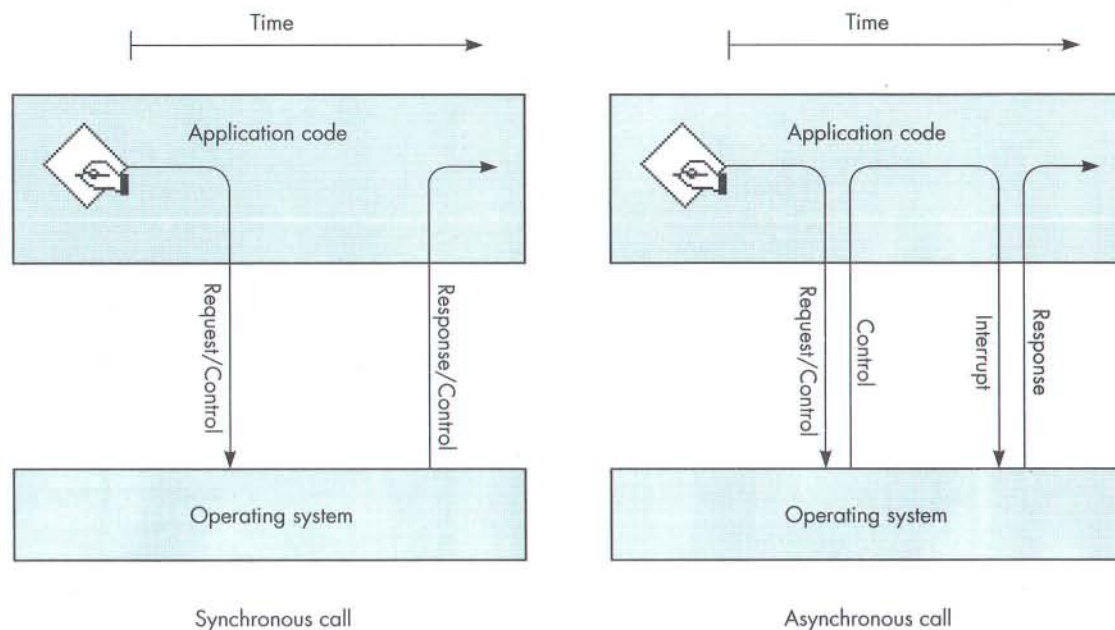 Time
Application code
Request/Control
Response/Control
Operating system
Synchronous call
Time
Application code
Request/Control
Control
Interrupt
Response
Operating system
Asynchronous call